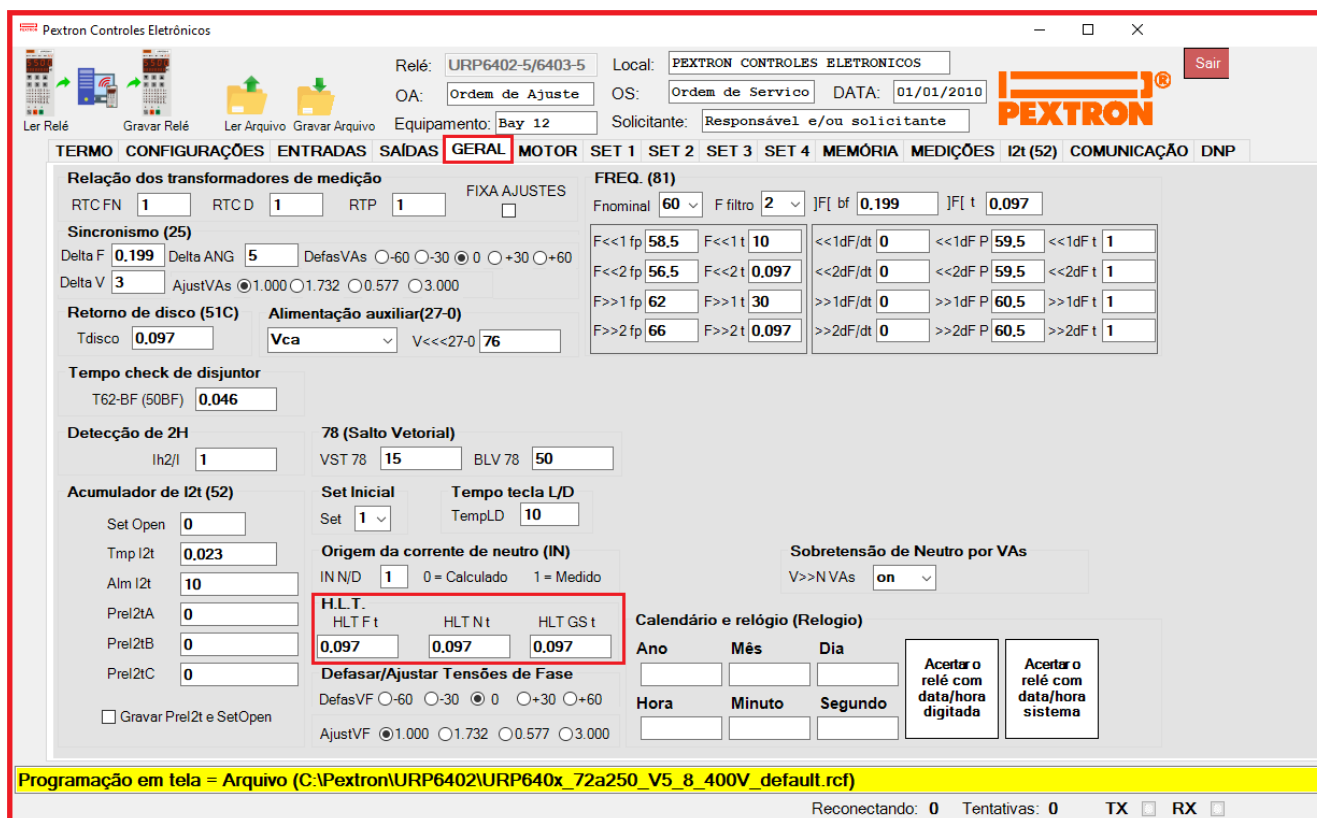 Pextron Controles Eletrônicos
Relé: URP6402-5/6403-5 Local: PEXTRON CONTROLES ELETRONICOS Sair
OA: Ordem de Ajuste OS: Ordem de Servico DATA: 01/01/2010
Ler Relé Gravar Relé Ler Arquivo Gravar Arquivo Equipamento: Bay 12 Solicitante: Responsável e/ou solicitante PEXTRON ®
TERMO CONFIGURAÇÕES ENTRADAS SAÍDAS GERAL MOTOR SET 1 SET 2 SET 3 SET 4 MEMÓRIA MEDIÇÕES I2t (52) COMUNICAÇÃO DNP
Relação dos transformadores de medição
RTC FN 1 RTC D 1 RTP 1 FIXA AJUSTES
Sincronismo (25)
Delta F 0.199 Delta ANG 5 DefasVAs -60 -30 0 +30 +60
Delta V 3 AjustVAs 1.000 1.732 0.577 3.000
Retorno de disco (51C)
Tdisco 0.097
Alimentação auxiliar(27-0)
Vca V<<<27-0 76
FREQ. (81)
Fnominal 60 F filtro 2 ]F[ bf 0.199 ]F[ t 0.097
F<<1 fp 58.5 F<<1 t 10 <<1dF/dt 0 <<1dF P 59.5 <<1dF t 1
F<<2 fp 56.5 F<<2 t 0.097 <<2dF/dt 0 <<2dF P 59.5 <<2dF t 1
F>>1 fp 62 F>>1 t 30 >>1dF/dt 0 >>1dF P 60.5 >>1dF t 1
F>>2 fp 66 F>>2 t 0.097 >>2dF/dt 0 >>2dF P 60.5 >>2dF t 1
Tempo check de disjuntor
T62-BF (50BF) 0.046
Detecção de 2H
Ih2/I 1
78 (Salto Vetorial)
VST 78 15 BLV 78 50
Acumulador de I2t (52)
Set Open 0
Tmp I2t 0.023
Alm I2t 10
PreI2tA 0
PreI2tB 0
PreI2tC 0
Gravar PreI2t e SetOpen
Set Inicial
Set 1
Tempo tecla L/D
TempLD 10
Origem da corrente de neutro (IN)
IN N/D 1 0 = Calculado 1 = Medido
Sobretensão de Neutro por VAs
V>>N VAs on
H.L.T.
HLT F t HLT N t HLT GS t
0.097 0.097 0.097
Defasar/Ajustar Tensões de Fase
DefasVF -60 -30 0 +30 +60
AjustVF 1.000 1.732 0.577 3.000
Calendário e relógio (Relogio)
Ano Mês Dia
Hora Minuto Segundo
Acertar o
relé com
data/hora
digitada
Acertar o
relé com
data/hora
sistema
Programação em tela = Arquivo (C:\Pextron\URP6402\URP640x_72a250_V5_8_400V_default.rcf)
Reconectando: 0 Tentativas: 0 TX RX